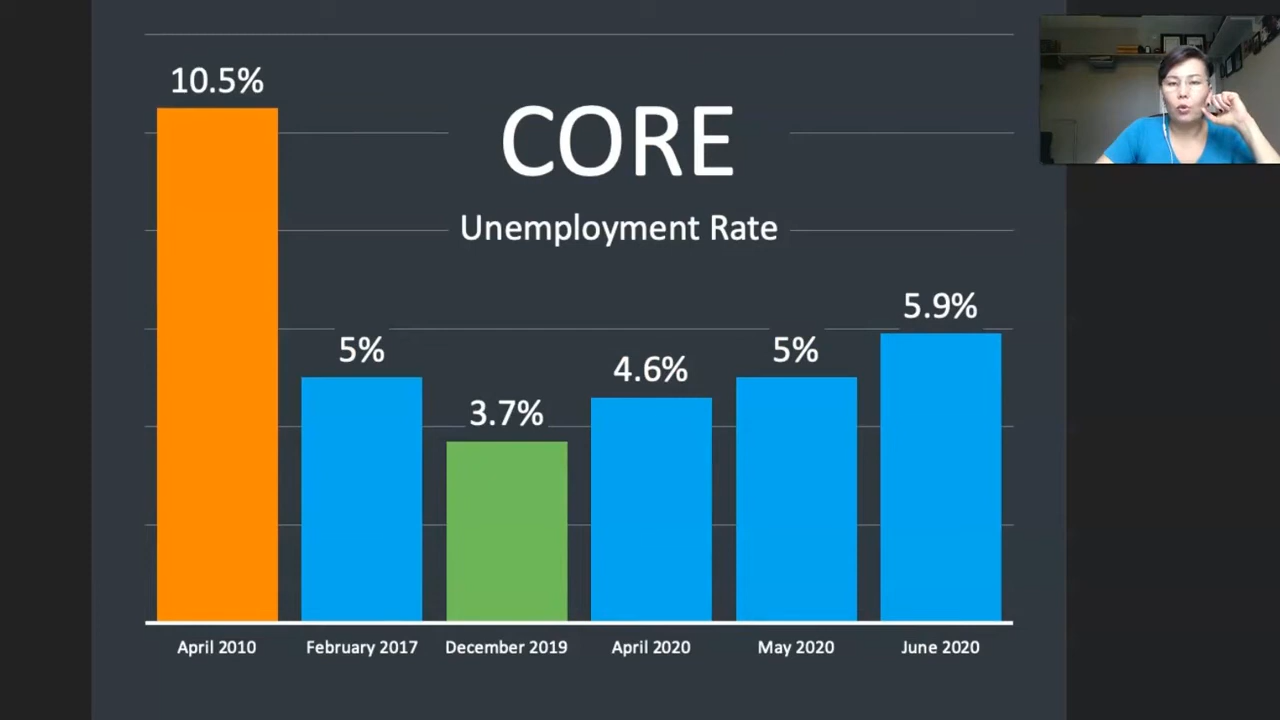 CORE
Unemployment Rate
10.5%
5%
3.7%
4.6%
5%
5.9%
April 2010
February 2017
December 2019
April 2020
May 2020
June 2020